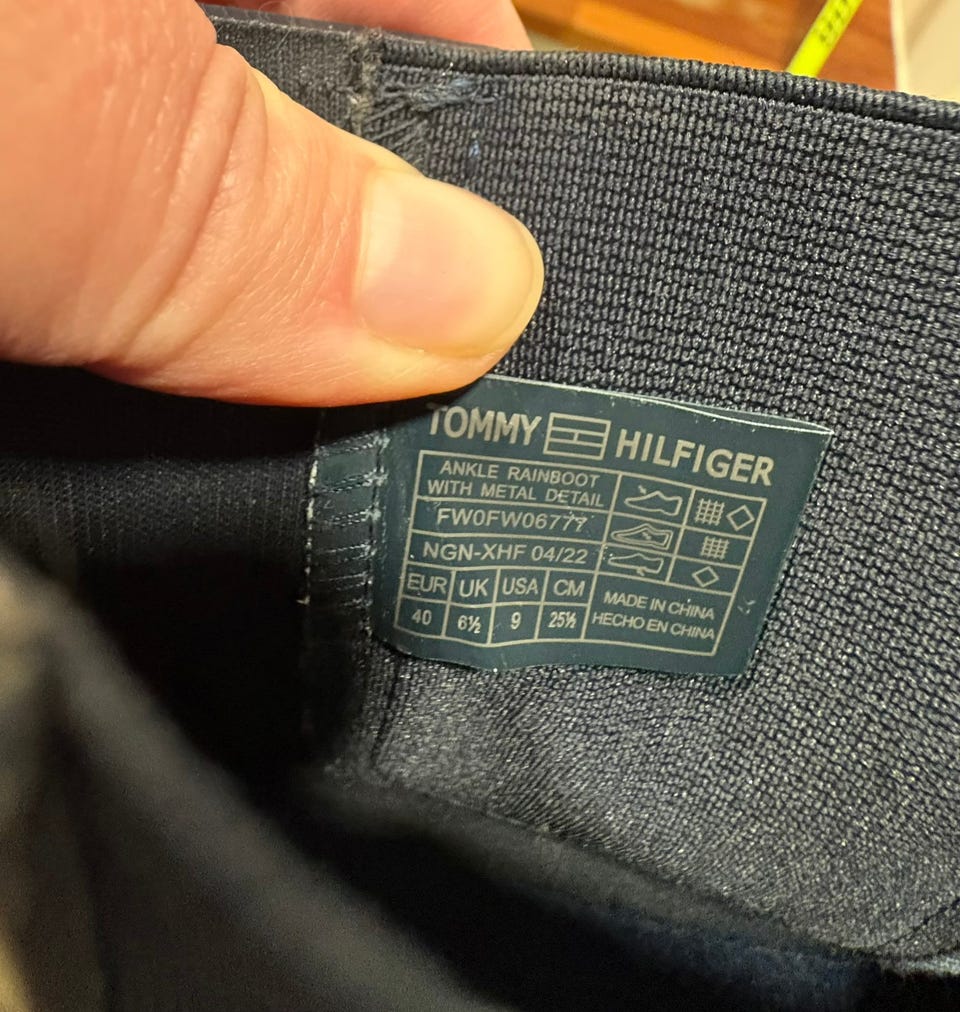 TOMMY HILFIGER
ANKLE RAINBOOT
WITH METAL DETAIL
FW0FW06777
NGN-XHF 04/22
EUR UK USA CM
40 6½ 9 25½
MADE IN CHINA
HECHO EN CHINA